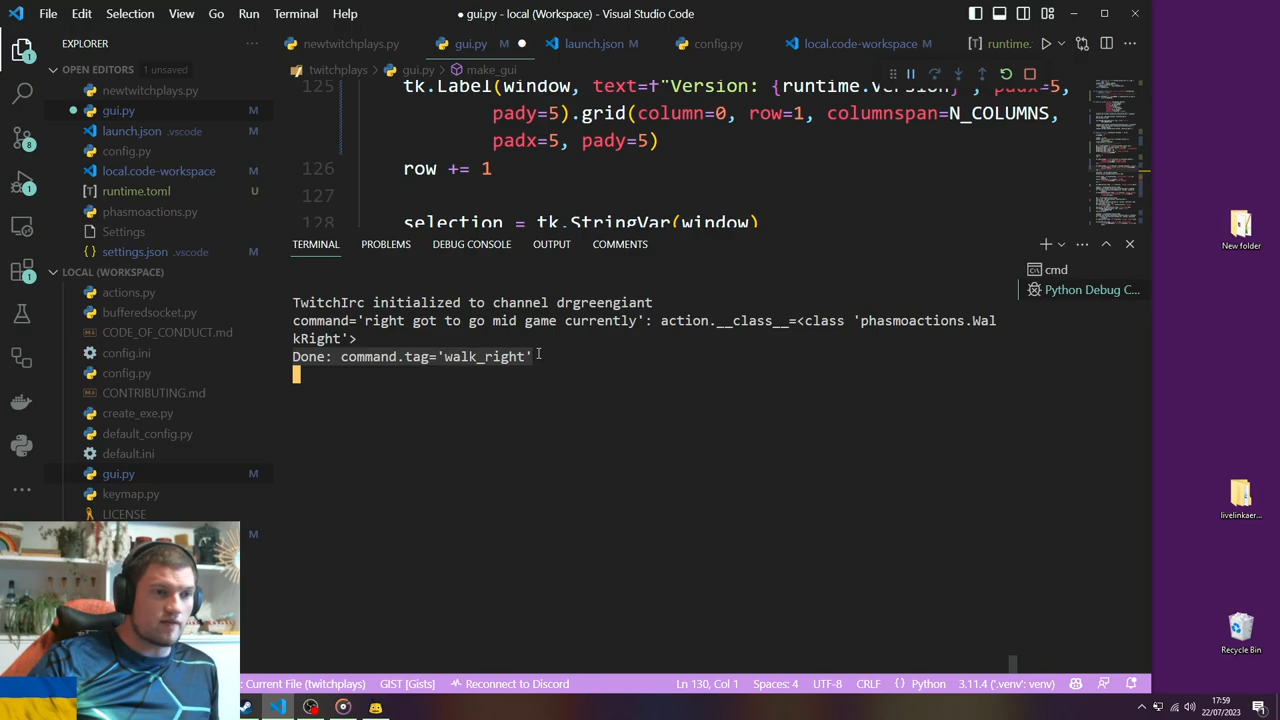 File Edit Selection View Go Run Terminal Help
● gui.py - local (Workspace) - Visual Studio Code
EXPLORER
newtwitchplays.py
gui.py M
launch.json M
config.py
local.code-workspace M
runtime.
OPEN EDITORS 1 unsaved
newtwitchplays.py
gui.py M
launch.json .vscode M
config.py
local.code-workspace M
runtime.toml U
phasmoactions.py
Settings
settings.json .vscode M
LOCAL (WORKSPACE)
actions.py
bufferedsocket.py
CODE_OF_CONDUCT.md
config.ini
config.py
CONTRIBUTING.md
create_exe.py
default_config.py
default.ini
gui.py M
keymap.py
LICENSE
M
twitchplays > gui.py > make_gui
125 tk.Label(window, text=f"Version: {runtime.version}", padx=5,
pady=5).grid(column=0, row=1, columnspan=N_COLUMNS,
padx=5, pady=5)
126 row += 1
127
128 selection = tk.StringVar(window)
TERMINAL PROBLEMS DEBUG CONSOLE OUTPUT COMMENTS
cmd
Python Debug C...
TwitchIrc initialized to channel drgreengiant
command='right got to go mid game currently': action.__class__=<class 'phasmoactions.Wal
kRight'>
Done: command.tag='walk_right'
New folder
livelinkaer...
Recycle Bin
: Current File (twitchplays) GIST [Gists] Reconnect to Discord Ln 130, Col 1 Spaces: 4 UTF-8 CRLF {} Python 3.11.4 ('.venv': venv)
17:59
22/07/2023